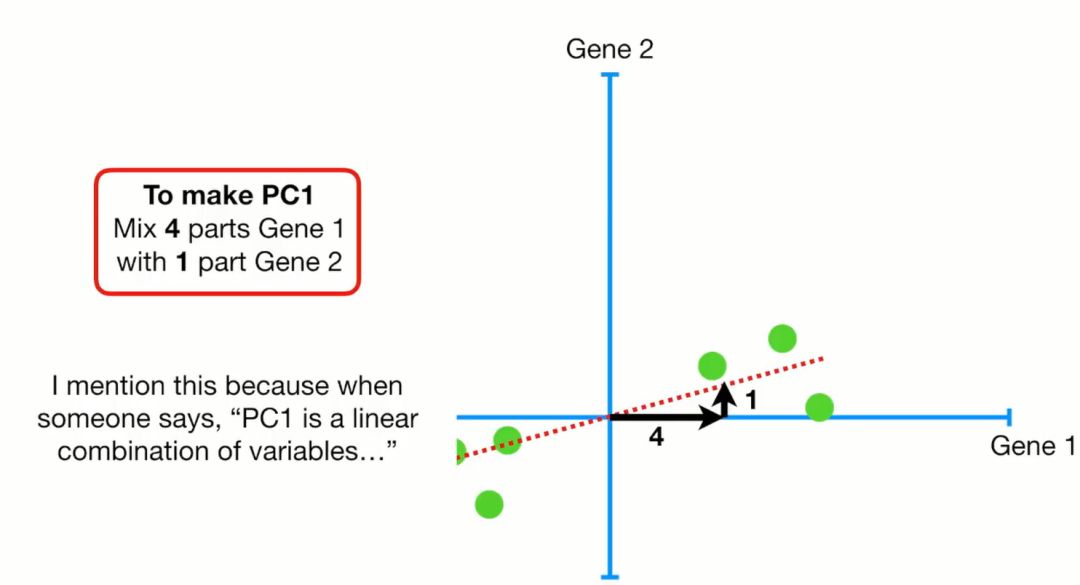 Gene 2
To make PC1
Mix 4 parts Gene 1
with 1 part Gene 2
I mention this because when
someone says, “PC1 is a linear
combination of variables…”
1
4
Gene 1